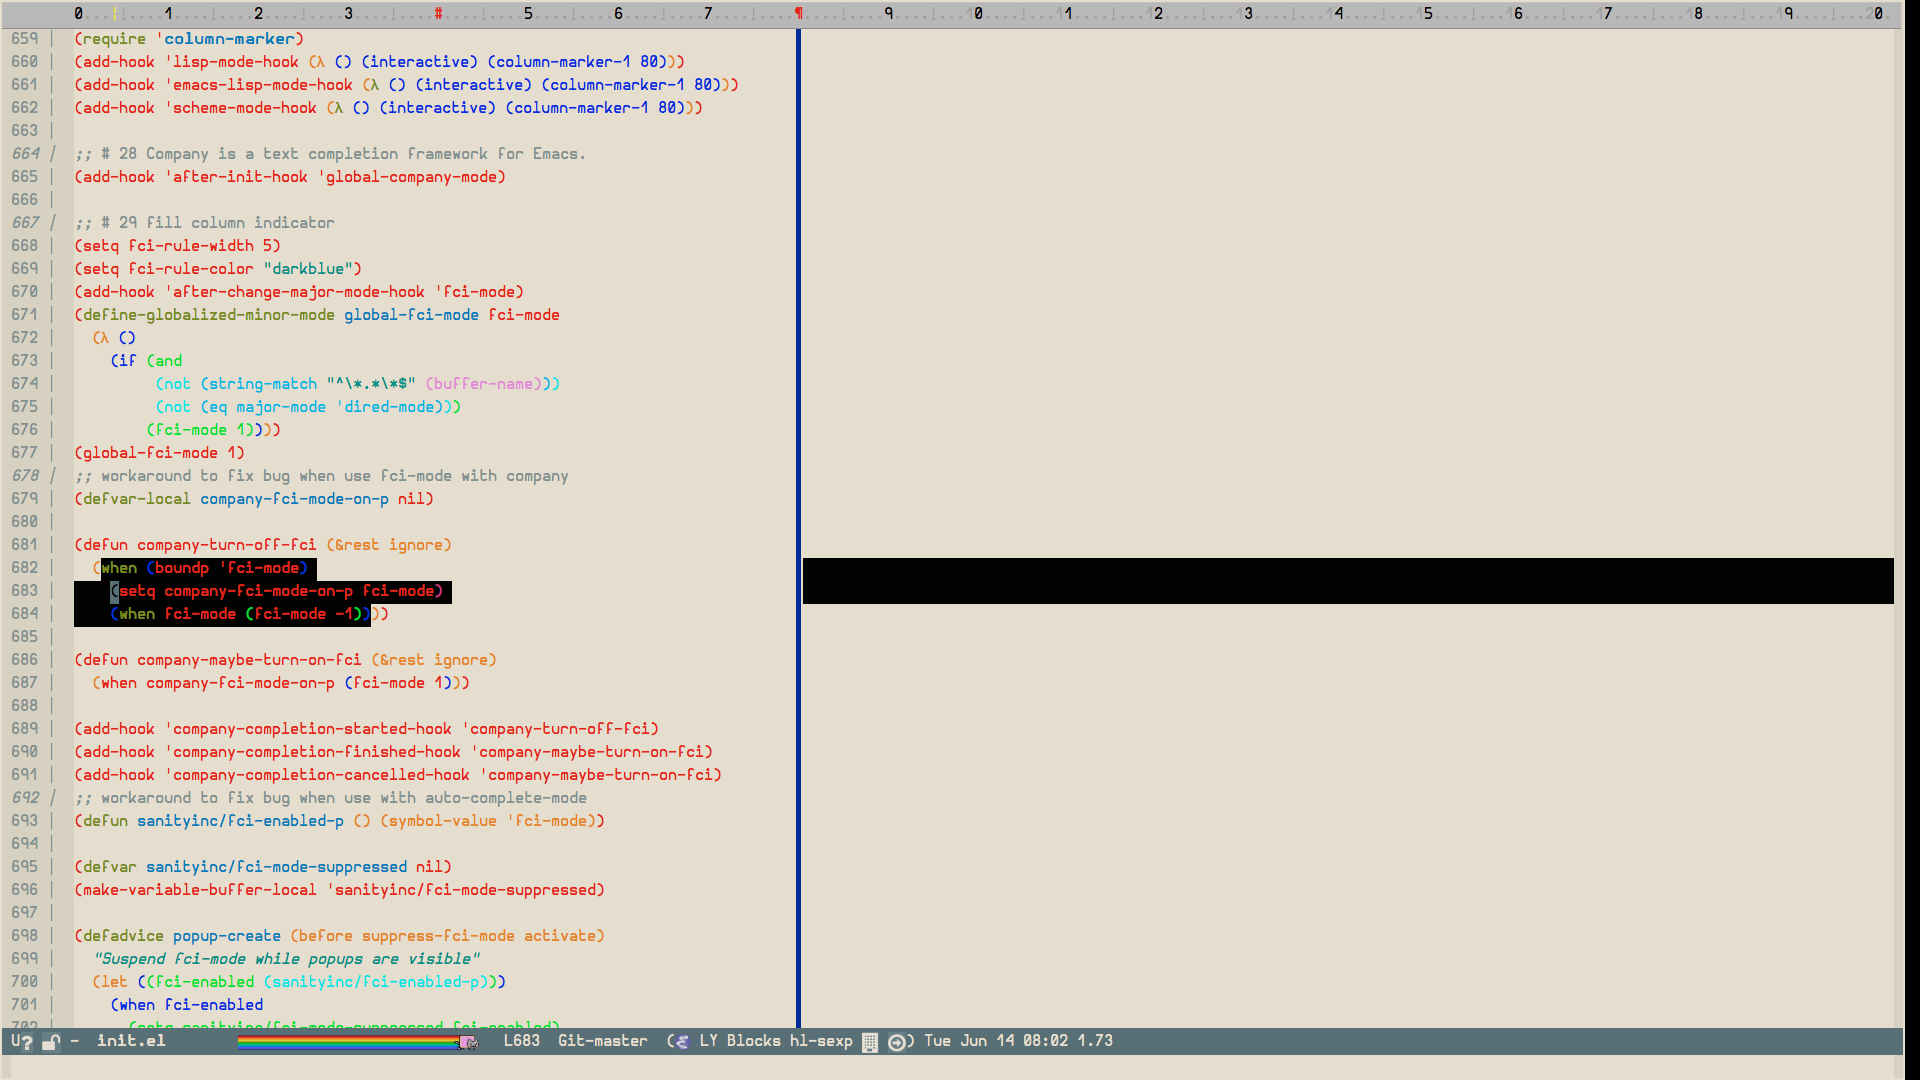 0 1 2 3 # 5 6 7 ¶ 9 0 1 2 3 4 5 6 7 8 9 20
659 | (require 'column-marker)
660 | (add-hook 'lisp-mode-hook (λ () (interactive) (column-marker-1 80)))
661 | (add-hook 'emacs-lisp-mode-hook (λ () (interactive) (column-marker-1 80)))
662 | (add-hook 'scheme-mode-hook (λ () (interactive) (column-marker-1 80)))
663 |
664 / ;; # 28 Company is a text completion framework for Emacs.
665 | (add-hook 'after-init-hook 'global-company-mode)
666 |
667 / ;; # 29 fill column indicator
668 | (setq fci-rule-width 5)
669 | (setq fci-rule-color "darkblue")
670 | (add-hook 'after-change-major-mode-hook 'fci-mode)
671 | (define-globalized-minor-mode global-fci-mode fci-mode
672 |   (λ ()
673 |     (if (and
674 |          (not (string-match "^\*.*\*$" (buffer-name)))
675 |          (not (eq major-mode 'dired-mode)))
676 |         (fci-mode 1))))
677 | (global-fci-mode 1)
678 / ;; workaround to fix bug when use fci-mode with company
679 | (defvar-local company-fci-mode-on-p nil)
680 |
681 | (defun company-turn-off-fci (&rest ignore)
682 |   (when (boundp 'fci-mode)
683 |     (setq company-fci-mode-on-p fci-mode)
684 |     (when fci-mode (fci-mode -1))))
685 |
686 | (defun company-maybe-turn-on-fci (&rest ignore)
687 |   (when company-fci-mode-on-p (fci-mode 1)))
688 |
689 | (add-hook 'company-completion-started-hook 'company-turn-off-fci)
690 | (add-hook 'company-completion-finished-hook 'company-maybe-turn-on-fci)
691 | (add-hook 'company-completion-cancelled-hook 'company-maybe-turn-on-fci)
692 / ;; workaround to fix bug when use with auto-complete-mode
693 | (defun sanityinc/fci-enabled-p () (symbol-value 'fci-mode))
694 |
695 | (defvar sanityinc/fci-mode-suppressed nil)
696 | (make-variable-buffer-local 'sanityinc/fci-mode-suppressed)
697 |
698 | (defadvice popup-create (before suppress-fci-mode activate)
699 |   "Suspend fci-mode while popups are visible"
700 |   (let ((fci-enabled (sanityinc/fci-enabled-p)))
701 |     (when fci-enabled
702 |       (setq sanityinc/fci-mode-suppressed fci-enabled)
U? - init.el L683 Git-master ( LY Blocks hl-sexp ) Tue Jun 14 08:02 1.73